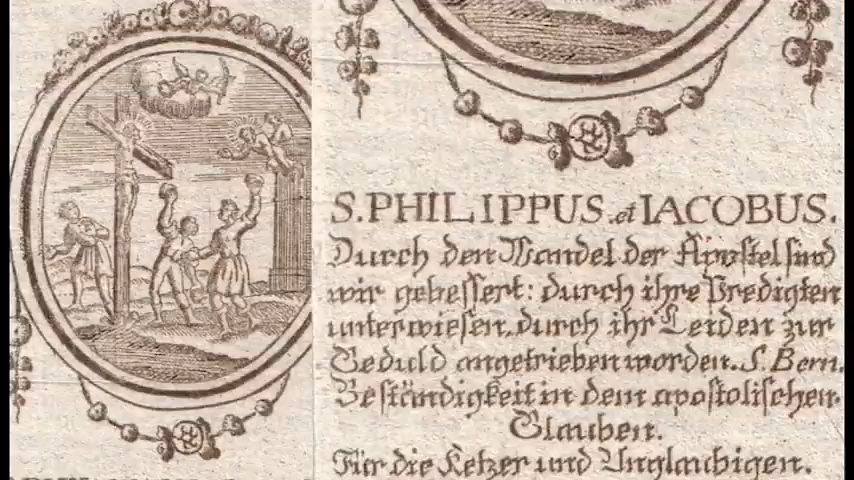 S. PHILIPPUS. et IACOBUS.
Durch den Wandel der Apostel sind
wir gebessert: durch ihre Predigten
unterwiesen, durch ihr Leiden zur
Geduld angetrieben worden. S. Bern.
Beständigkeit in dem apostolischen
Glauben.
Für die Ketzer und Unglaubigen.